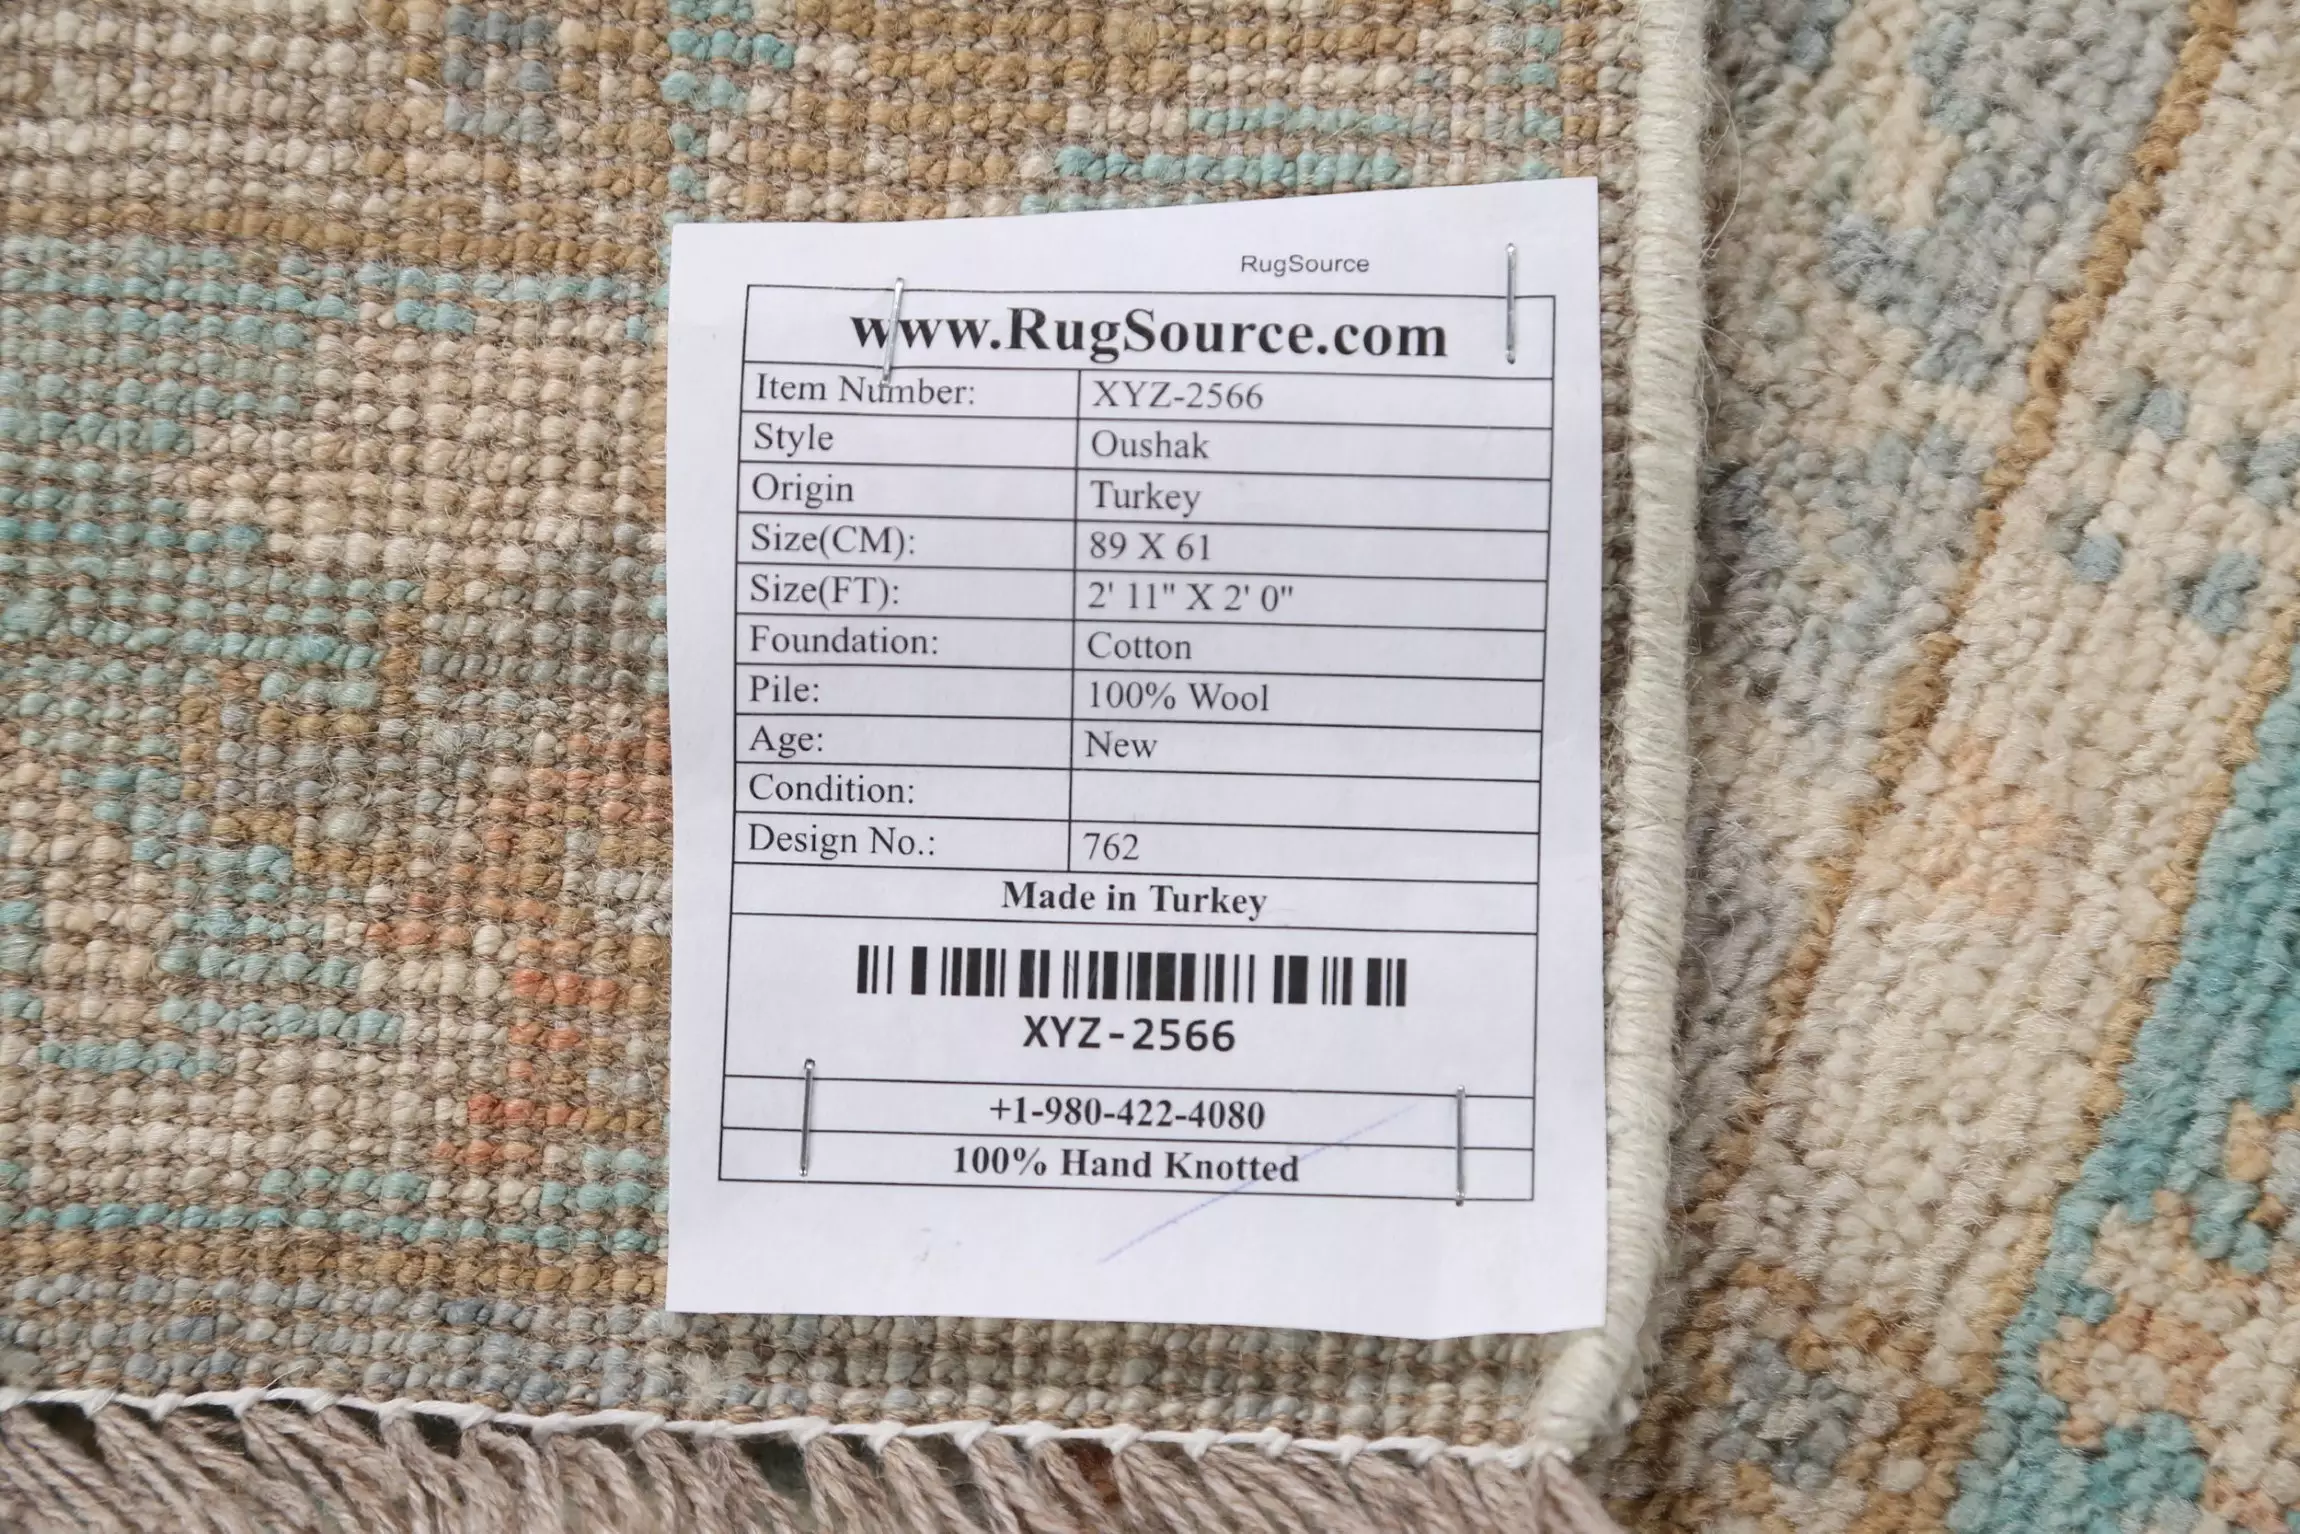 RugSource
www.RugSource.com
Item Number: XYZ-2566
Style Oushak
Origin Turkey
Size(CM): 89 X 61
Size(FT): 2' 11" X 2' 0"
Foundation: Cotton
Pile: 100% Wool
Age: New
Condition:
Design No.: 762
Made in Turkey
XYZ-2566
+1-980-422-4080
100% Hand Knotted